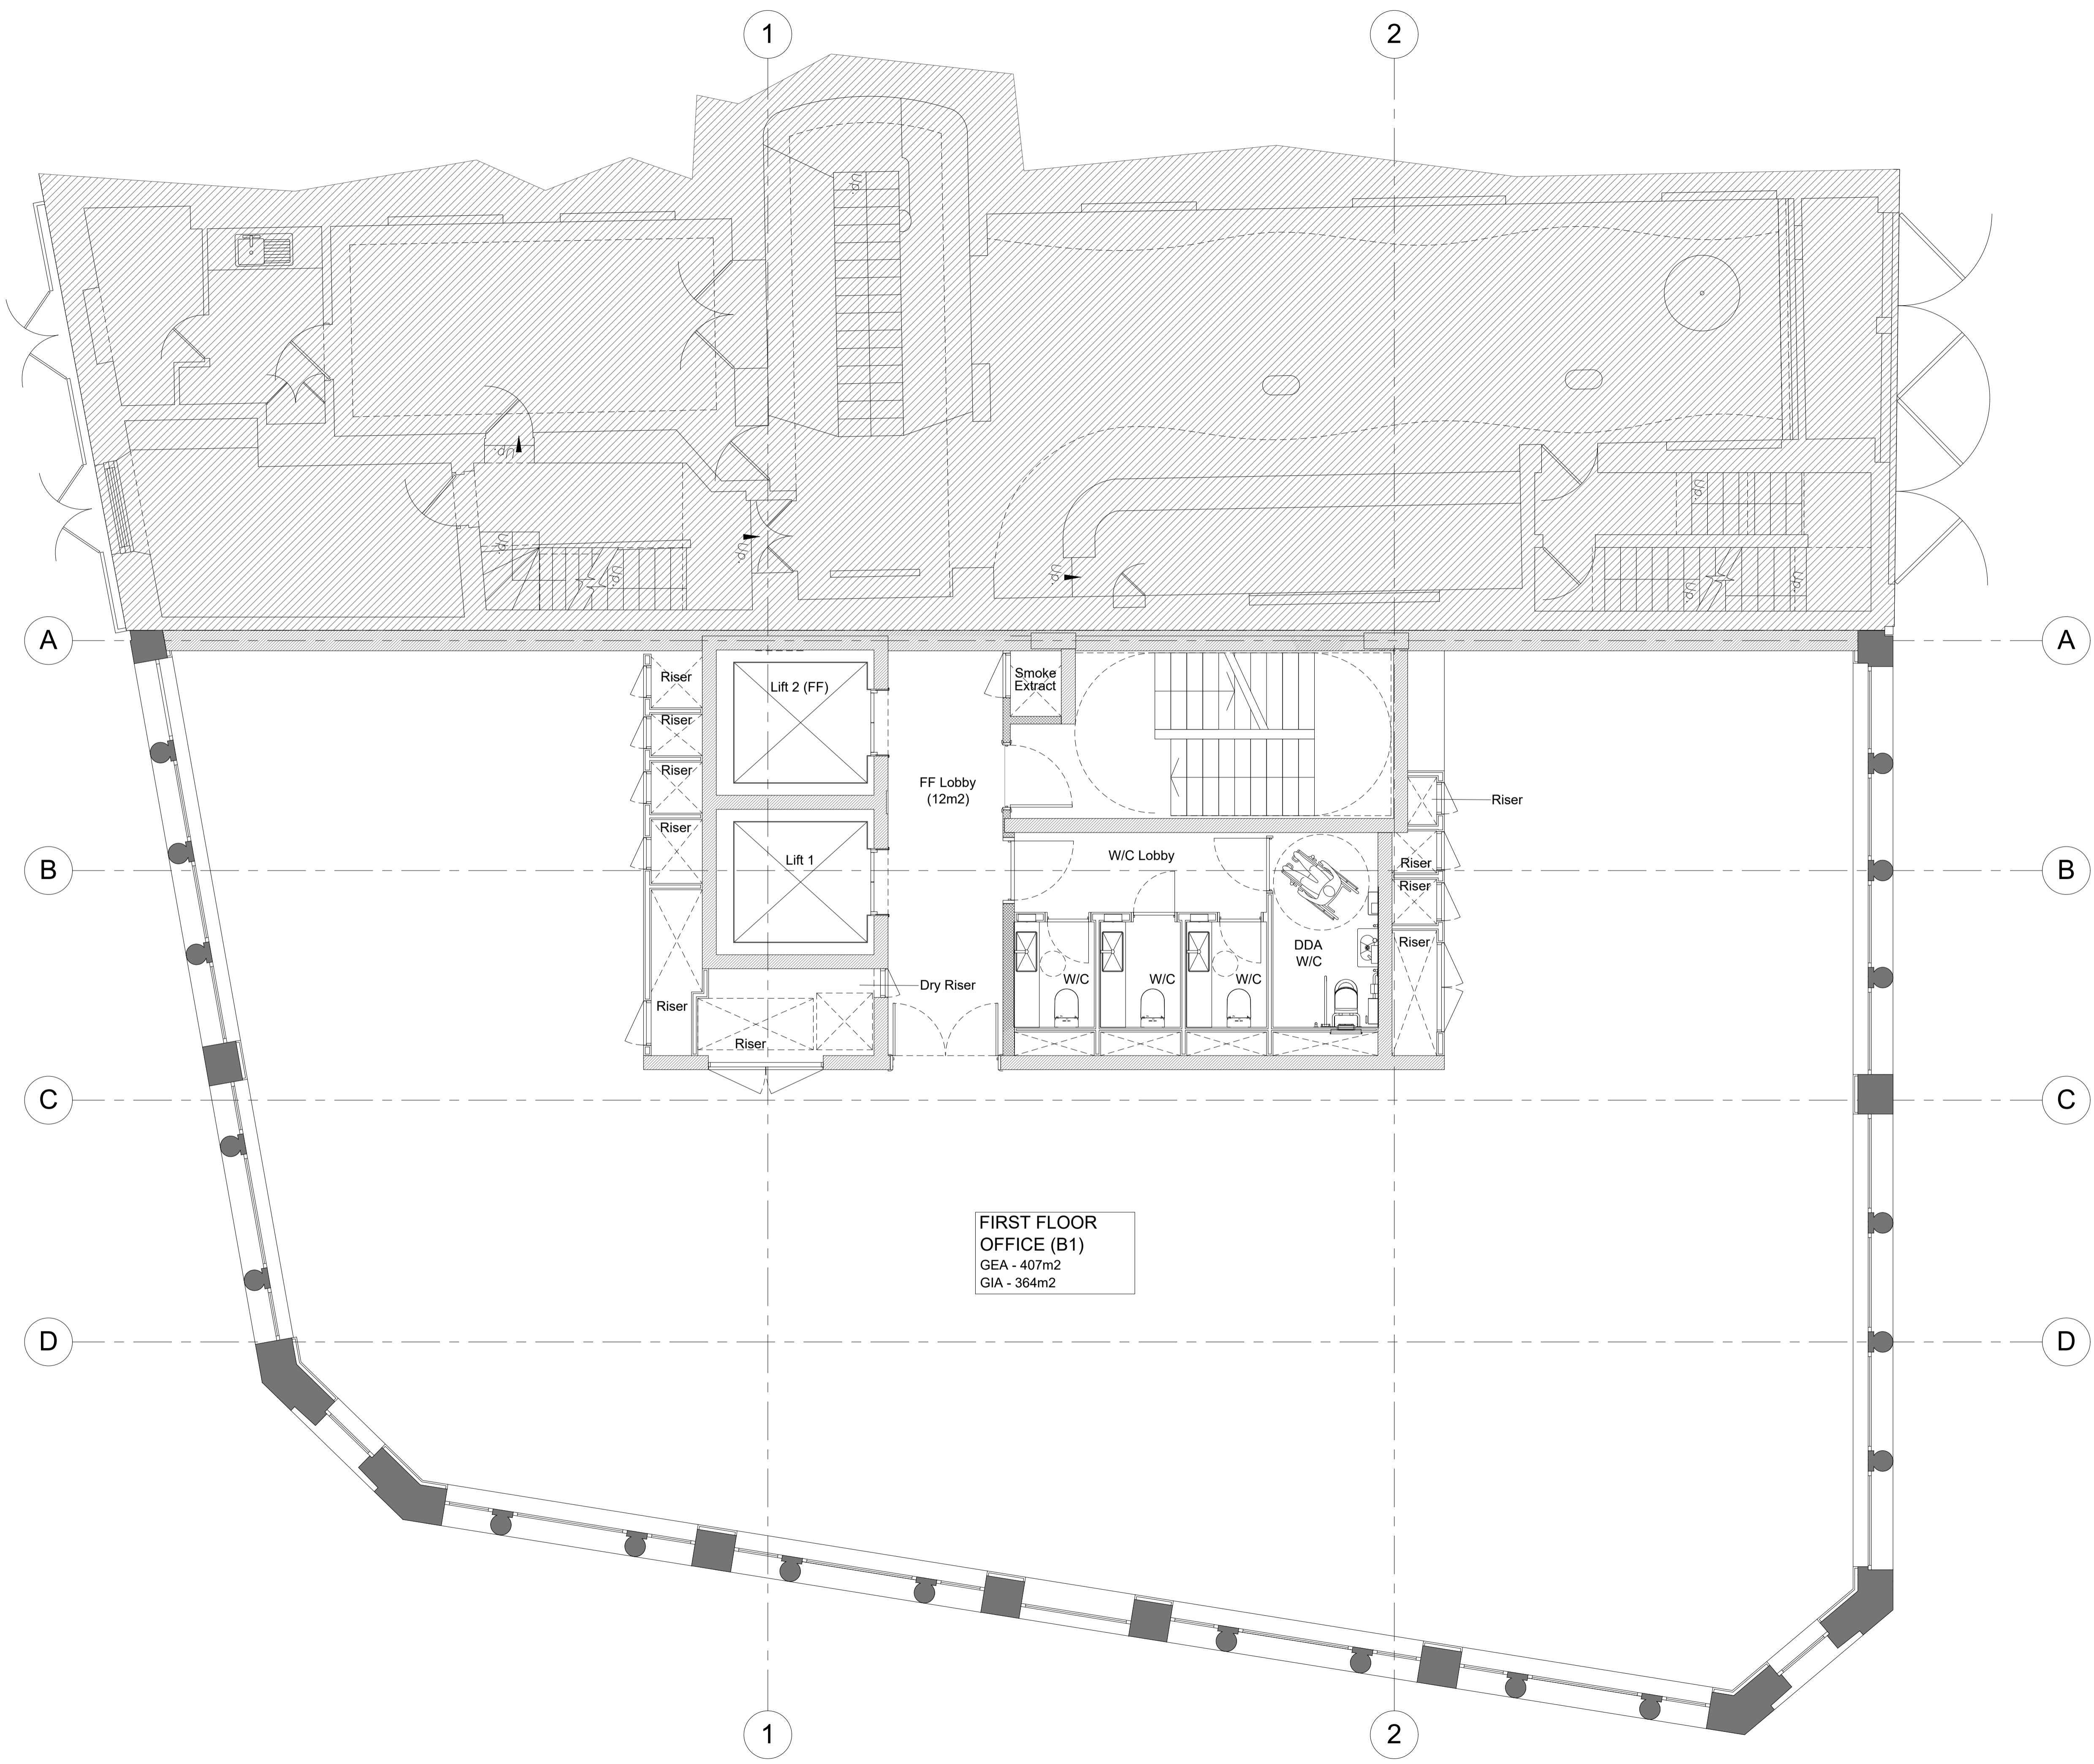 1
2
Up.
Up.
Up.
Up.
Up.
Up.
Up.
Up.
Up.
Up.
A
A
Riser
Lift 2 (FF)
Smoke
Extract
Riser
Riser
FF Lobby
(12m2)
Riser
Riser
Lift 1
W/C Lobby
B
Riser
B
Riser
DDA
W/C
Riser
W/C
W/C
W/C
Dry Riser
Riser
Riser
C
C
FIRST FLOOR
OFFICE (B1)
GEA - 407m2
GIA - 364m2
D
D
1
2